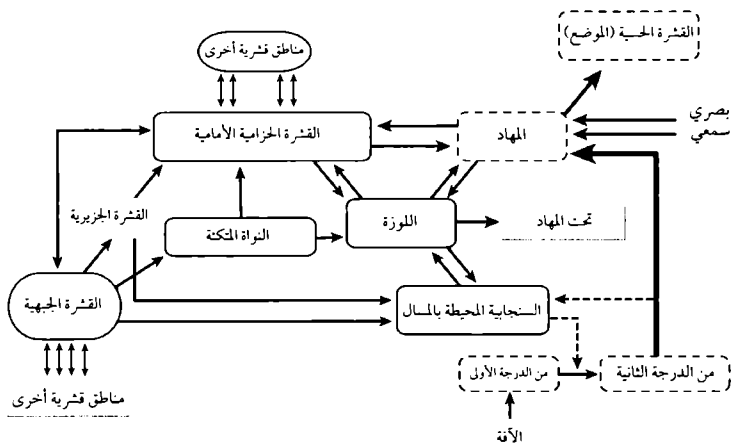 مناطق قشرية أخرى
القشرة الحسية (الموضع)
بصري
سمعي
القشرة الحزامية الأمامية
المهاد
القشرة الجزيرية
النواة المتكئة
اللوزة
تحت المهاد
القشرة الجبهية
السنجابية المحيطة بالمسال
من الدرجة الأولى
من الدرجة الثانية
مناطق قشرية أخرى
الآفة